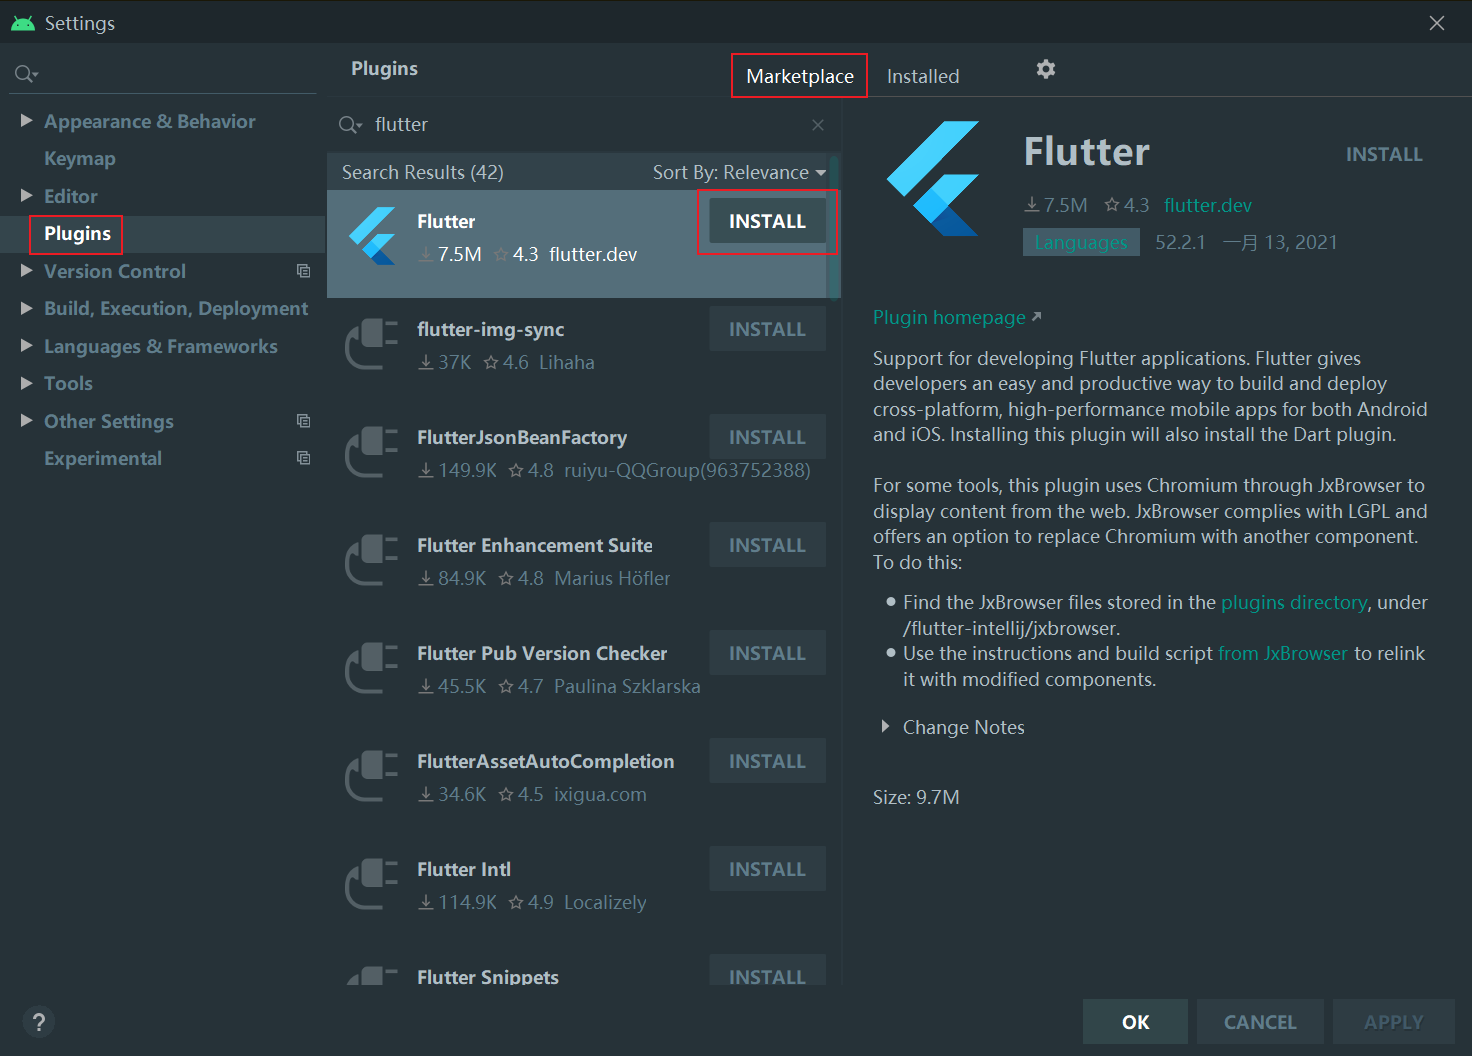 Settings
Plugins
Marketplace
Installed
Appearance & Behavior
Keymap
Editor
Plugins
Version Control
Build, Execution, Deployment
Languages & Frameworks
Tools
Other Settings
Experimental
flutter
Search Results (42)
Sort By: Relevance
Flutter
INSTALL
7.5M 4.3 flutter.dev
flutter-img-sync
INSTALL
37K 4.6 Lihaha
FlutterJsonBeanFactory
INSTALL
149.9K 4.8 ruiyu-QQGroup(963752388)
Flutter Enhancement Suite
INSTALL
84.9K 4.8 Marius Höfler
Flutter Pub Version Checker
INSTALL
45.5K 4.7 Paulina Szklarska
FlutterAssetAutoCompletion
INSTALL
34.6K 4.5 ixigua.com
Flutter Intl
INSTALL
114.9K 4.9 Localizely
Flutter Snippets
INSTALL
Flutter
INSTALL
7.5M 4.3 flutter.dev
Languages 52.2.1 一月 13, 2021
Plugin homepage
Support for developing Flutter applications. Flutter gives
developers an easy and productive way to build and deploy
cross-platform, high-performance mobile apps for both Android
and iOS. Installing this plugin will also install the Dart plugin.
For some tools, this plugin uses Chromium through JxBrowser to
display content from the web. JxBrowser complies with LGPL and
offers an option to replace Chromium with another component.
To do this:
Find the JxBrowser files stored in the plugins directory, under
/flutter-intellij/jxbrowser.
Use the instructions and build script from JxBrowser to relink
it with modified components.
Change Notes
Size: 9.7M
?
OK
CANCEL
APPLY